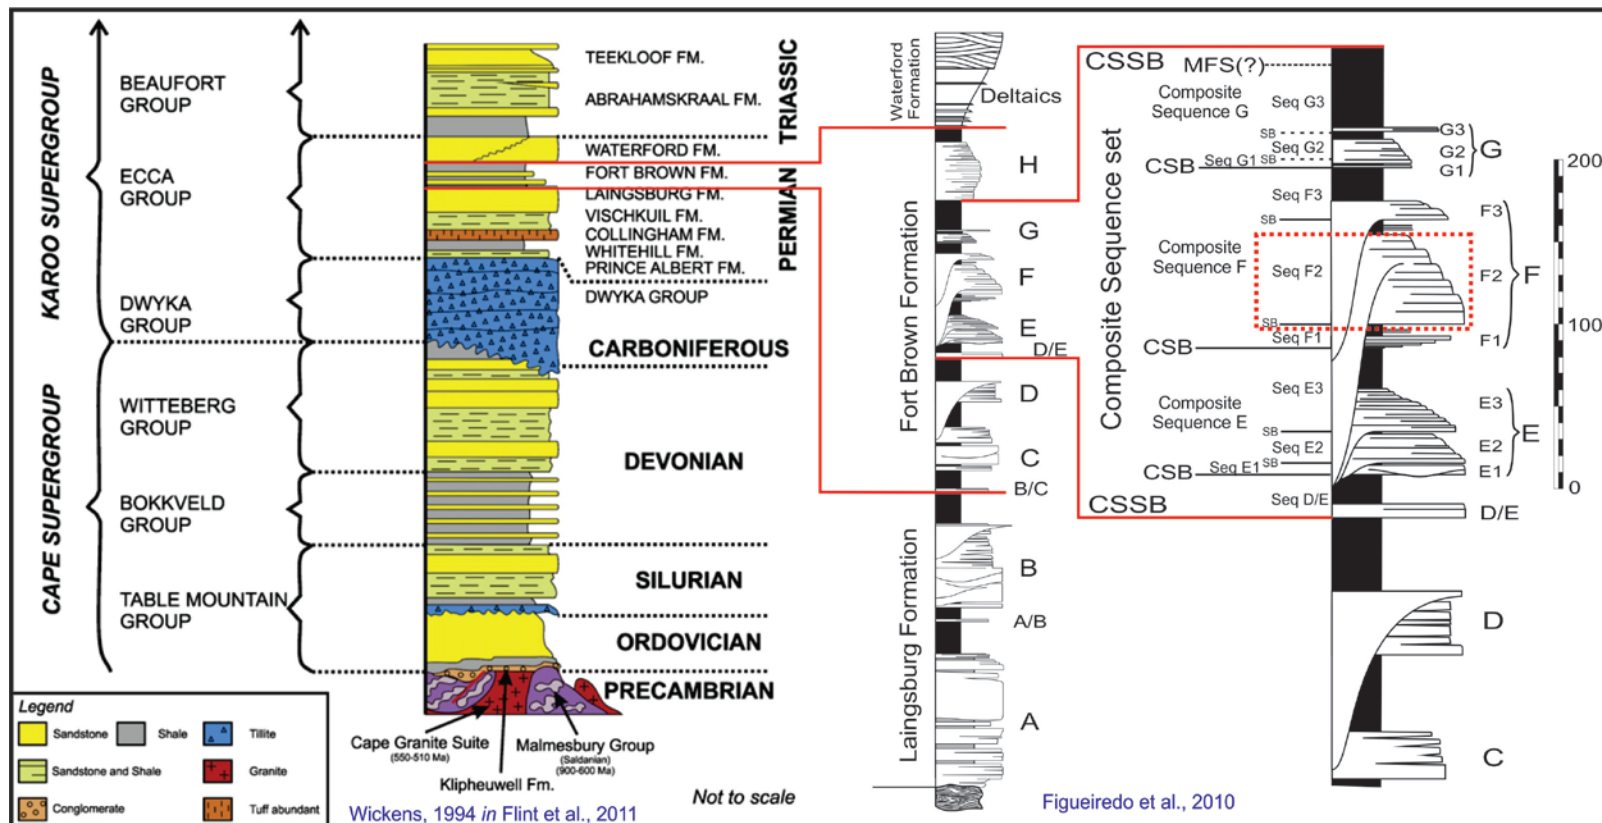 KAROO SUPERGROUP
CAPE SUPERGROUP
BEAUFORT
GROUP
ECCA
GROUP
DWYKA
GROUP
WITTEBERG
GROUP
BOKKVELD
GROUP
TABLE MOUNTAIN
GROUP
TEEKLOOF FM.
ABRAHAMSKRAAL FM.
WATERFORD FM.
FORT BROWN FM.
LAINGSBURG FM.
VISCHKUIL FM.
COLLINGHAM FM.
WHITEHILL FM.
PRINCE ALBERT FM.
DWYKA GROUP
TRIASSIC
PERMIAN
CARBONIFEROUS
DEVONIAN
SILURIAN
ORDOVICIAN
PRECAMBRIAN
Cape Granite Suite
(550-510 Ma)
Klipheuwell Fm.
Malmesbury Group
(Saldanian)
(900-600 Ma)
Legend
Sandstone
Shale
Tillite
Sandstone and Shale
Granite
Conglomerate
Tuff abundant
Wickens, 1994 in Flint et al., 2011
Not to scale
Waterford
Formation
Fort Brown Formation
Laingsburg Formation
Deltaics
H
G
F
E
D/E
D
C
B/C
B
A/B
A
Figueiredo et al., 2010
Composite Sequence set
CSSB
MFS(?)
Composite
Sequence G
Seq G3
SB
Seq G2
Seq G1
SB
CSB
Seq F3
SB
Composite
Sequence F
Seq F2
SB
Seq F1
CSB
Composite
Sequence E
Seq E3
SB
Seq E2
Seq E1
SB
CSB
Seq D/E
CSSB
G3
G2
G1
G
F3
F2
F1
F
E3
E2
E1
E
D/E
D
C
200
100
0